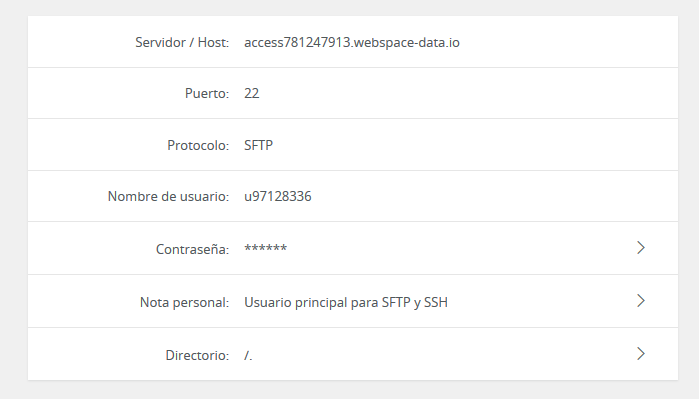 Servidor / Host: access781247913.webspace-data.io
Puerto: 22
Protocolo: SFTP
Nombre de usuario: u97128336
Contraseña: ******
Nota personal: Usuario principal para SFTP y SSH
Directorio: /.